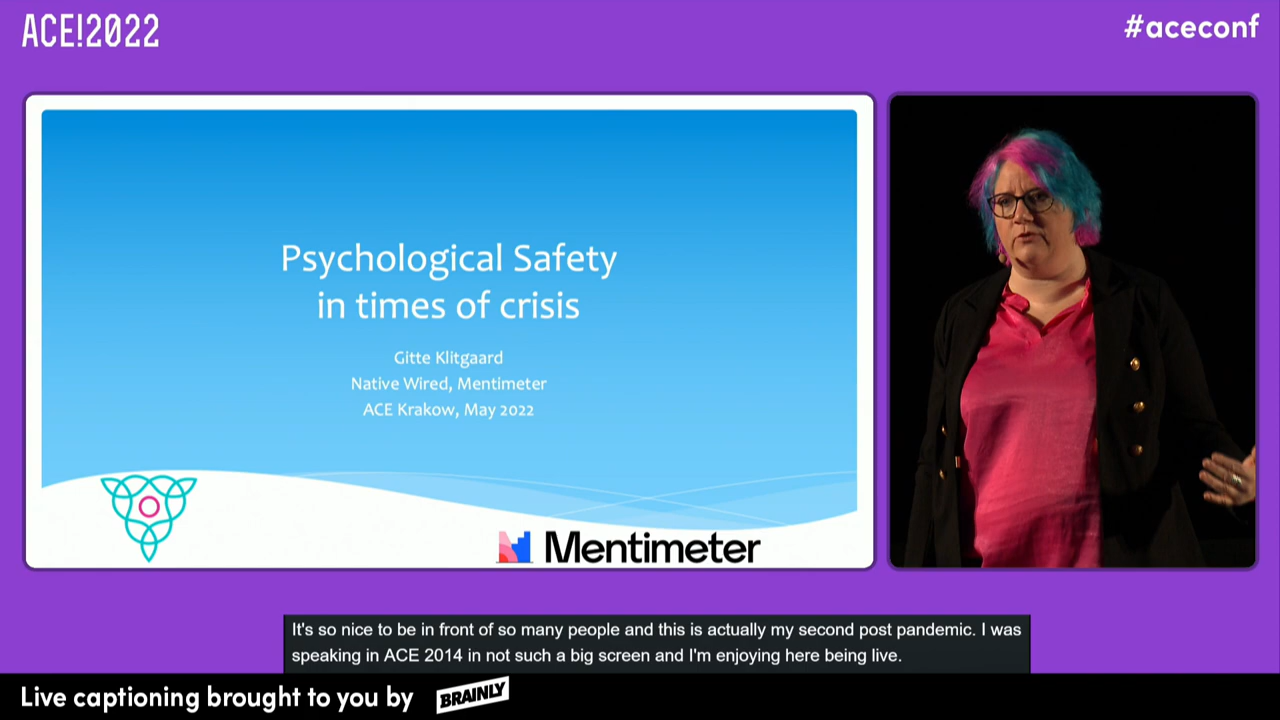 ACE!2022
#aceconf
Psychological Safety
in times of crisis
Gitte Klitgaard
Native Wired, Mentimeter
ACE Krakow, May 2022
Mentimeter
It's so nice to be in front of so many people and this is actually my second post pandemic. I was
speaking in ACE 2014 in not such a big screen and I'm enjoying here being live.
Live captioning brought to you by
BRAINLY